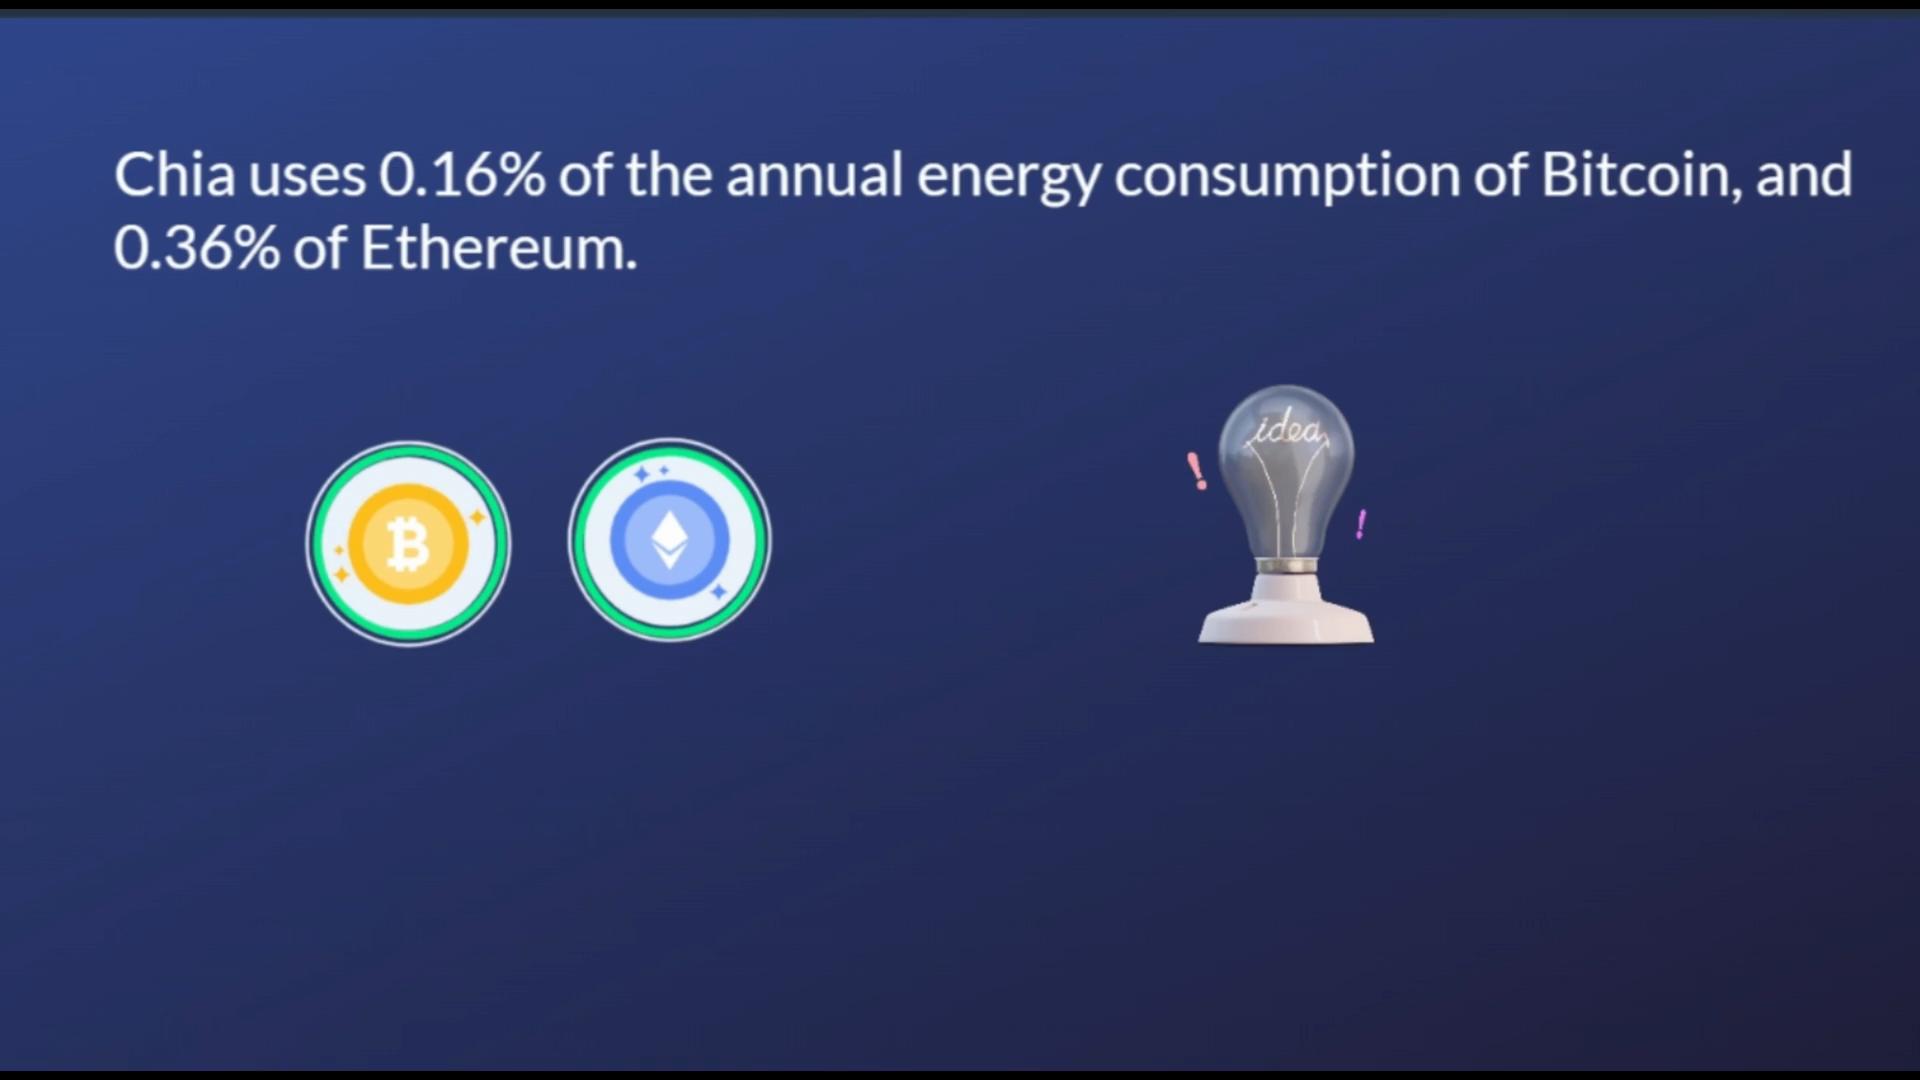 Chia uses 0.16% of the annual energy consumption of Bitcoin, and
0.36% of Ethereum.
idea